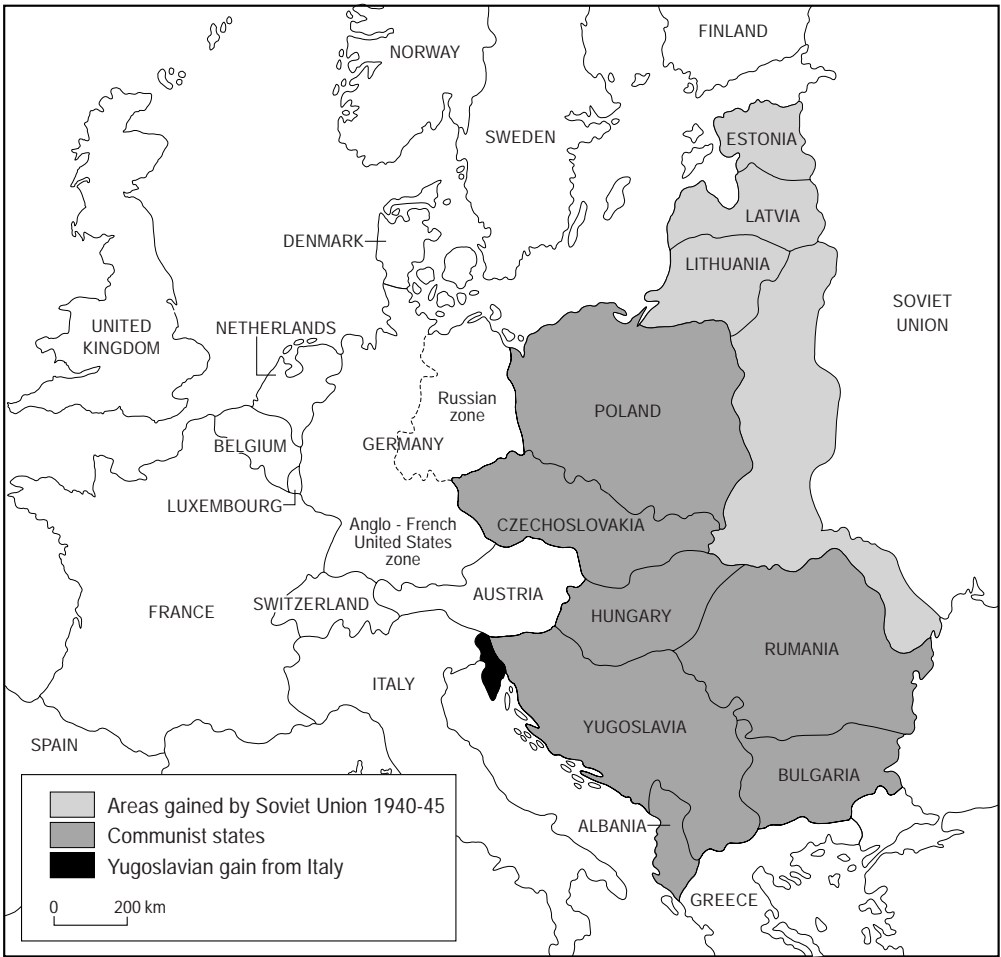 FINLAND
NORWAY
SWEDEN
ESTONIA
LATVIA
DENMARK
LITHUANIA
SOVIET
UNION
UNITED
KINGDOM
NETHERLANDS
Russian
zone
POLAND
GERMANY
BELGIUM
LUXEMBOURG
Anglo - French
United States
zone
CZECHOSLOVAKIA
AUSTRIA
SWITZERLAND
FRANCE
HUNGARY
RUMANIA
ITALY
YUGOSLAVIA
SPAIN
BULGARIA
ALBANIA
GREECE
Areas gained by Soviet Union 1940-45
Communist states
Yugoslavian gain from Italy
0 200 km